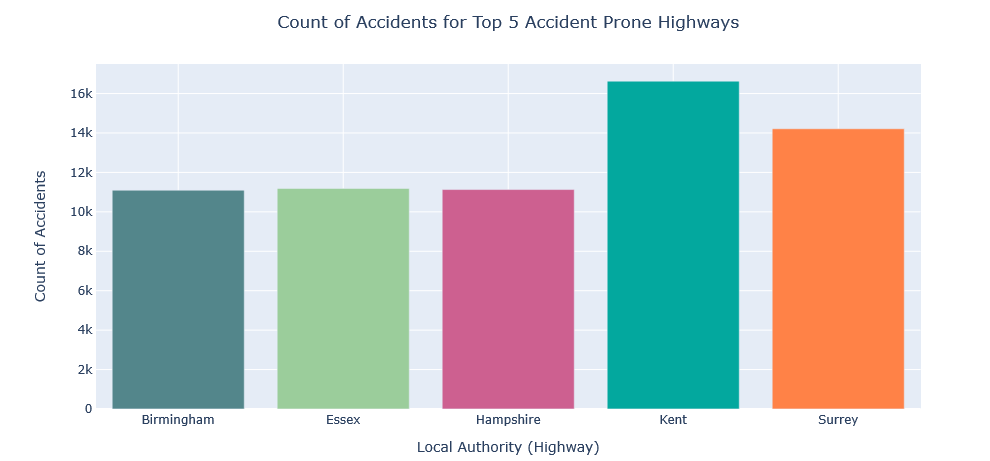 Count of Accidents for Top 5 Accident Prone Highways
Count of Accidents
16k
14k
12k
10k
8k
6k
4k
2k
0
Birmingham Essex Hampshire Kent Surrey
Local Authority (Highway)